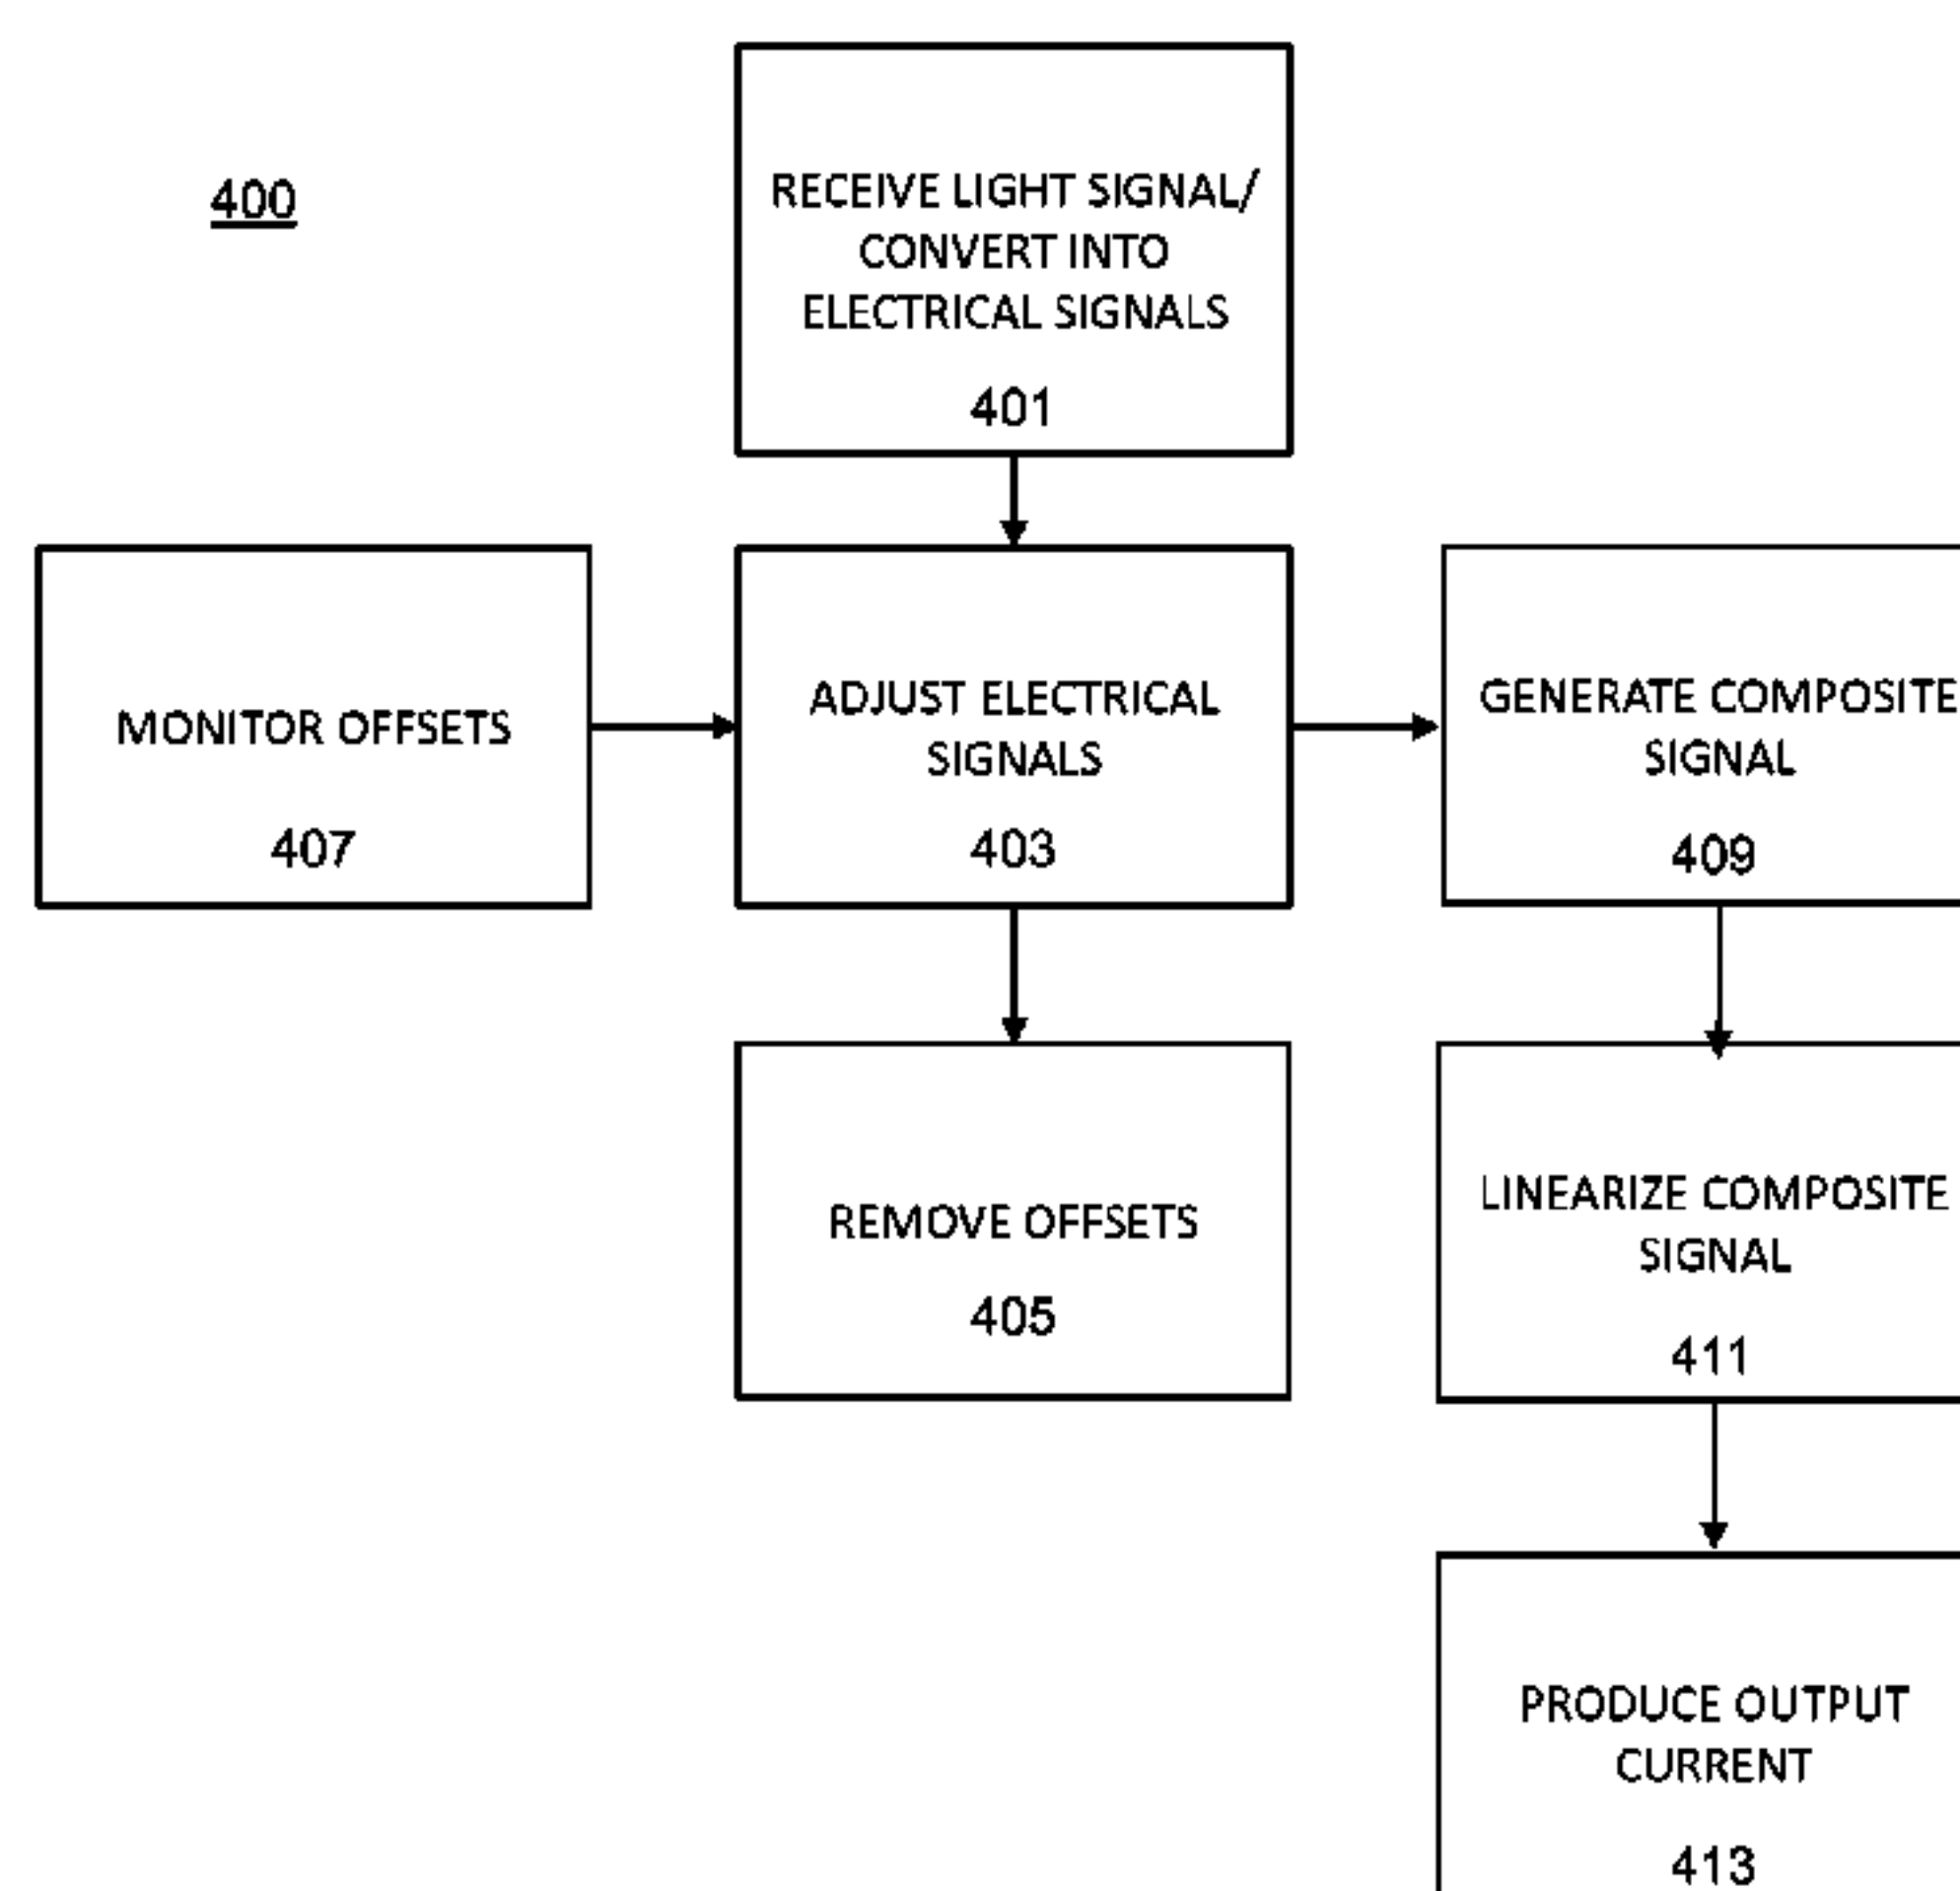 400
RECEIVE LIGHT SIGNAL/
CONVERT INTO
ELECTRICAL SIGNALS
401
MONITOR OFFSETS
407
ADJUST ELECTRICAL
SIGNALS
403
GENERATE COMPOSITE
SIGNAL
409
REMOVE OFFSETS
405
LINEARIZE COMPOSITE
SIGNAL
411
PRODUCE OUTPUT
CURRENT
413